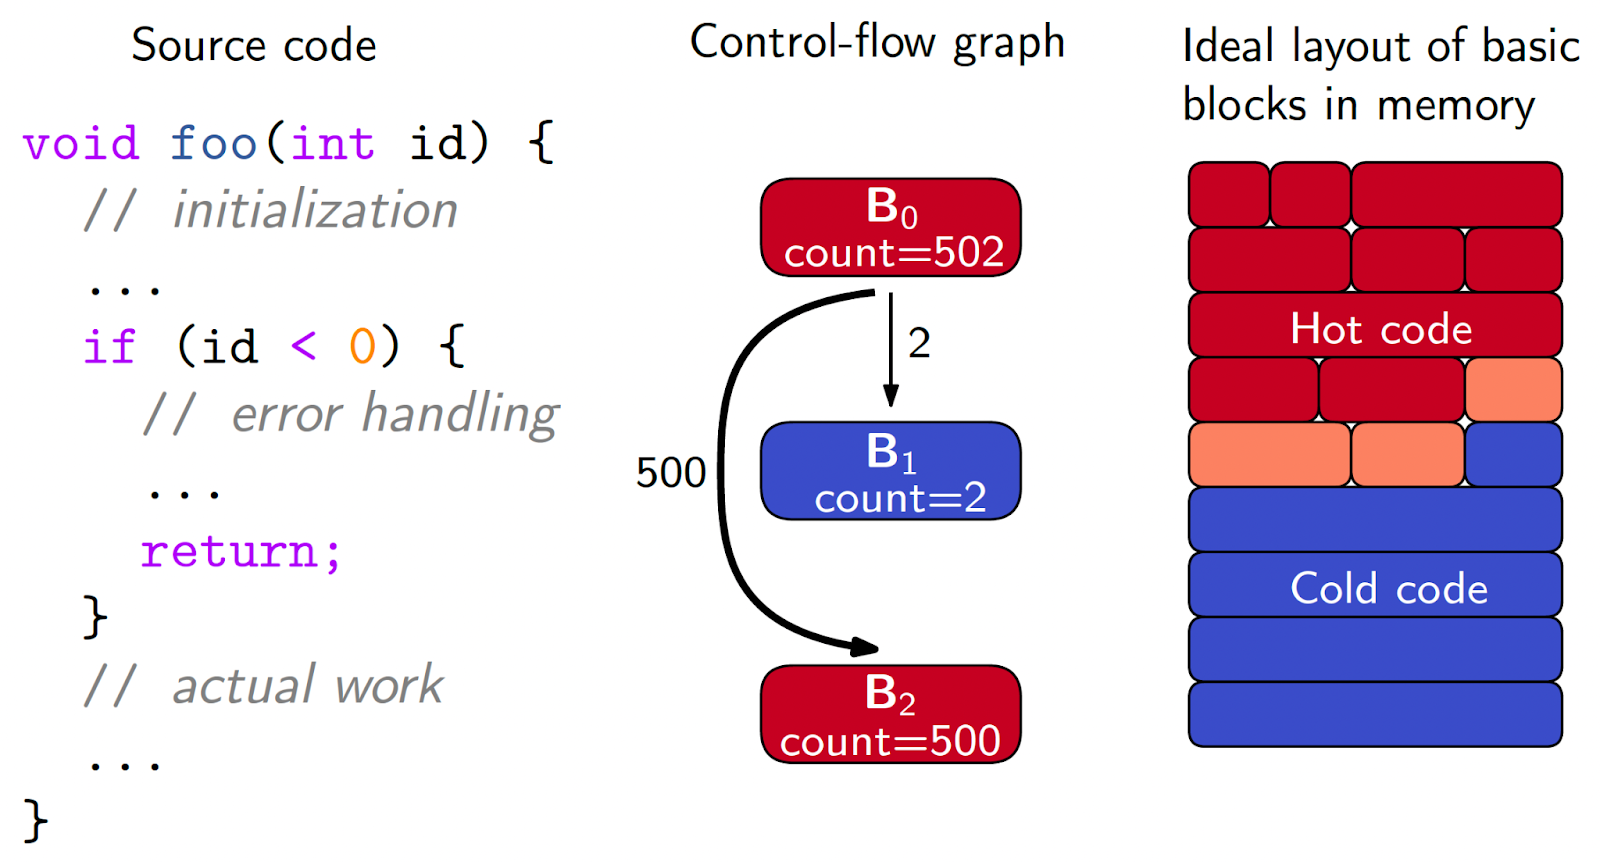 Source code
void foo(int id) {
// initialization
...
if (id < 0) {
// error handling
...
return;
}
// actual work
...
}
Control-flow graph
B₀
count=502
2
500
B₁
count=2
B₂
count=500
Ideal layout of basic
blocks in memory
Hot code
Cold code